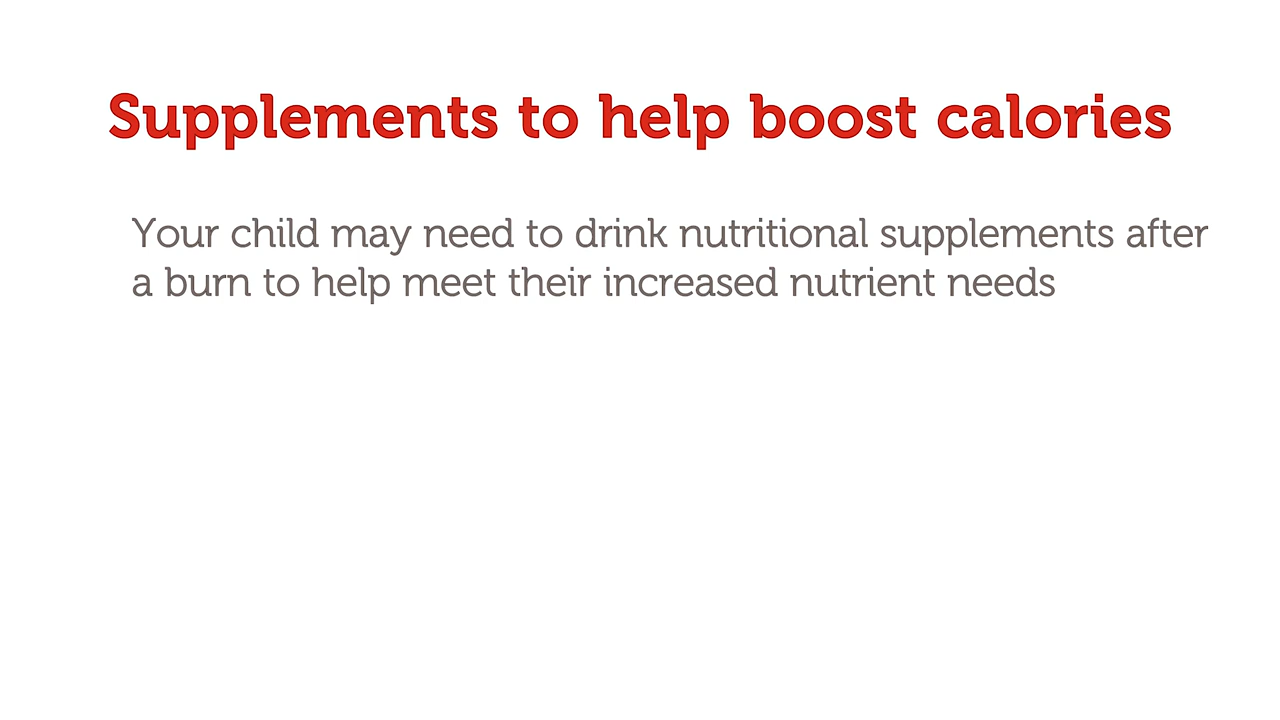 Supplements to help boost calories
Your child may need to drink nutritional supplements after
a burn to help meet their increased nutrient needs